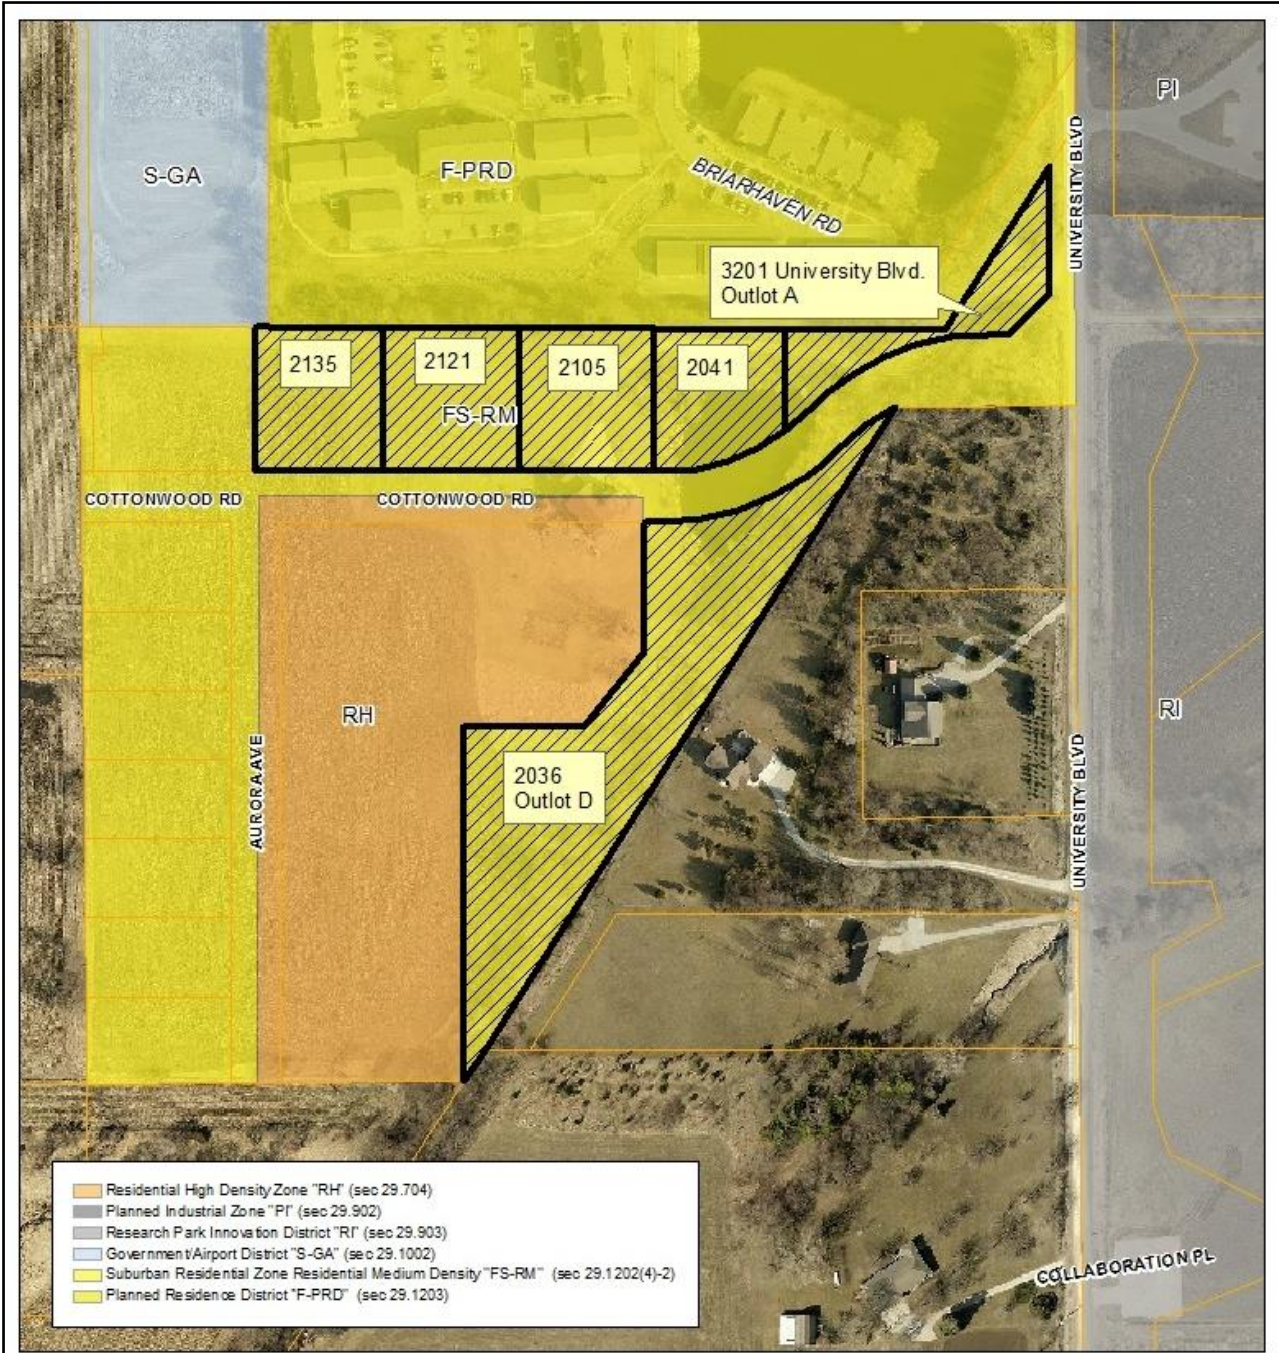 PI
S-GA
F-PRD
BRIARHAVEN RD
UNIVERSITY BLVD
3201 University Blvd.
Outlot A
2135
2121
2105
2041
FS-RM
COTTONWOOD RD
COTTONWOOD RD
RH
AURORA AVE
2036
Outlot D
RI
UNIVERSITY BLVD
COLLABORATION PL
Residential High Density Zone "RH" (sec 29.704)
Planned Industrial Zone "PI" (sec 29.902)
Research Park Innovation District "RI" (sec 29.903)
Government/Airport District "S-GA" (sec 29.1002)
Suburban Residential Zone Residential Medium Density "FS-RM" (sec 29.1202(4)-2)
Planned Residence District "F-PRD" (sec 29.1203)